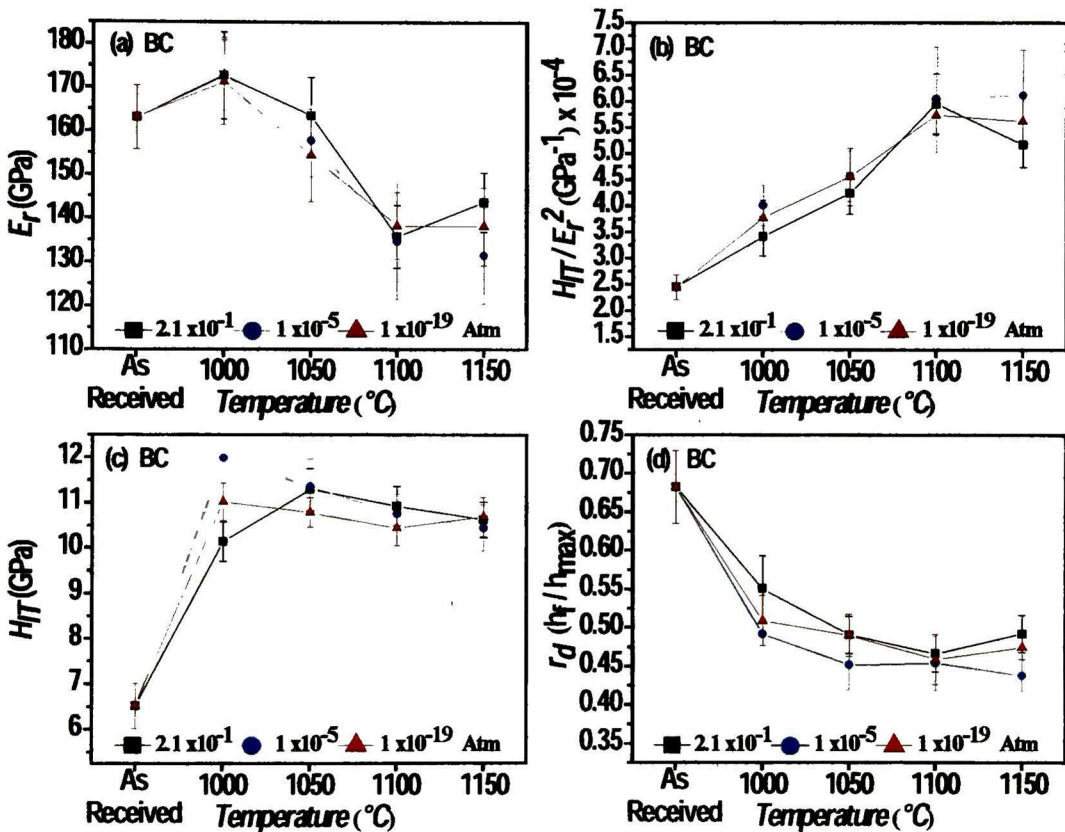 (a) BC
180
170
160
150
140
130
120
110
E_r (GPa)
2.1 x10^-1 1 x10^-5 1 x10^-19 Atm
As Received 1000 1050 1100 1150
Temperature (°C)
(b) BC
7.5
7.0
6.5
6.0
5.5
5.0
4.5
4.0
3.5
3.0
2.5
2.0
1.5
H_IT / E_r^2 (GPa^-1) x 10^-4
2.1 x10^-1 1 x10^-5 1 x10^-19 Atm
As Received 1000 1050 1100 1150
Temperature (°C)
(c) BC
12
11
10
9
8
7
6
H_IT (GPa)
2.1 x10^-1 1 x10^-5 1 x10^-19 Atm
As Received 1000 1050 1100 1150
Temperature (°C)
(d) BC
0.75
0.70
0.65
0.60
0.55
0.50
0.45
0.40
0.35
r_d (h_f / h_max)
2.1 x10^-1 1 x10^-5 1 x10^-19 Atm
As Received 1000 1050 1100 1150
Temperature (°C)